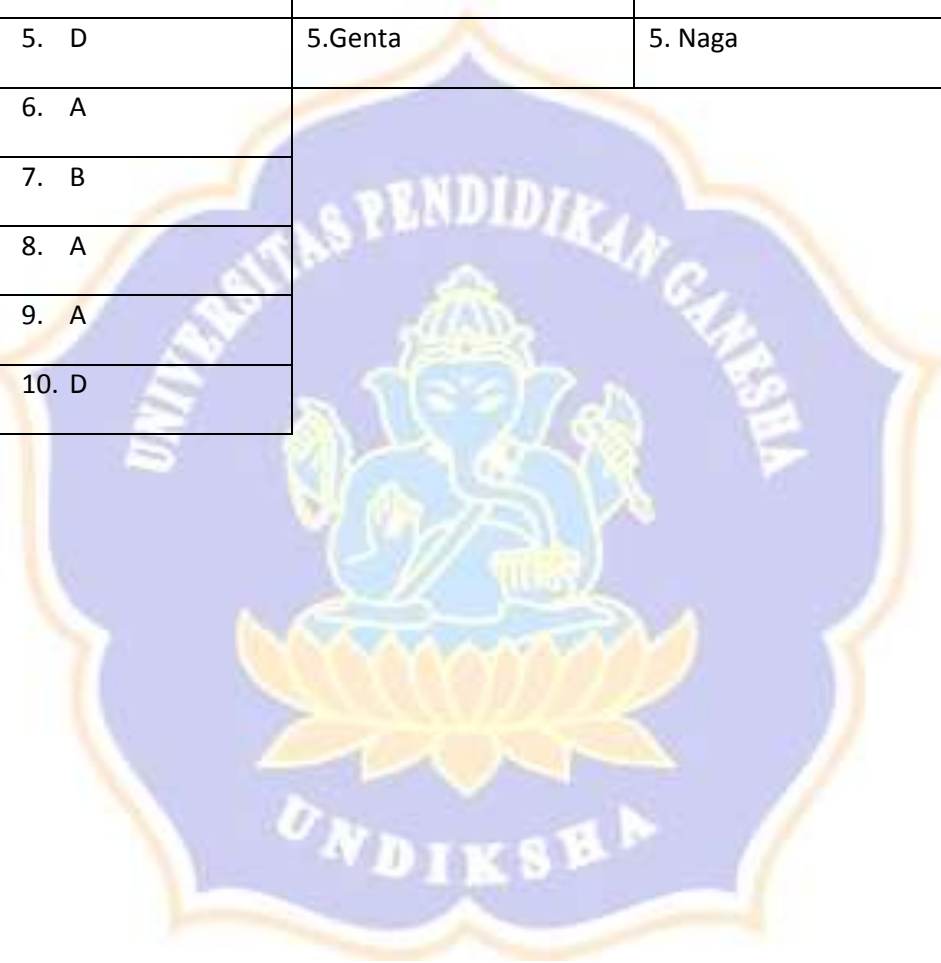 5. D 5.Genta 5. Naga
6. A
7. B
8. A
9. A
10. D
UNIVERSITAS PENDIDIKAN GANESHA
UNDIKSHA